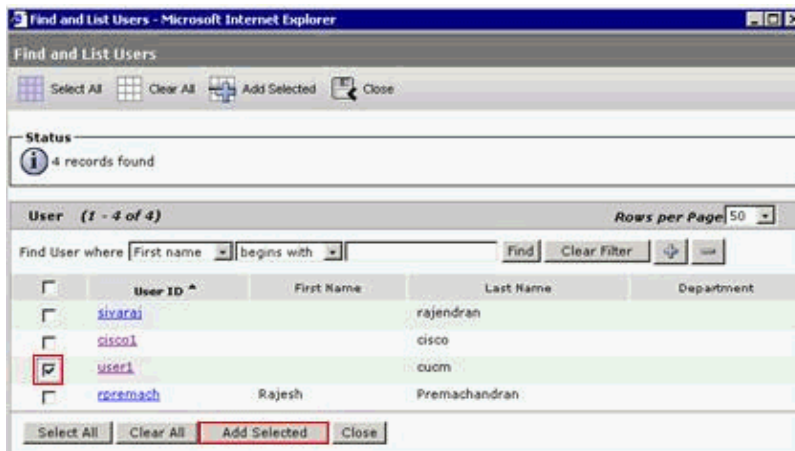 Find and List Users - Microsoft Internet Explorer
Find and List Users
Select All Clear All Add Selected Close
Status
4 records found
User (1 - 4 of 4) Rows per Page 50
Find User where First name begins with Find Clear Filter
User ID First Name Last Name Department
sivaraj rajendran
cisco1 cisco
user1 cucm
rpremach Rajesh Premachandran
Select All Clear All Add Selected Close